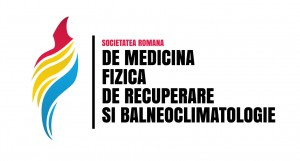 SOCIETATEA ROMANA
DE MEDICINA
FIZICA
DE RECUPERARE
SI BALNEOCLIMATOLOGIE